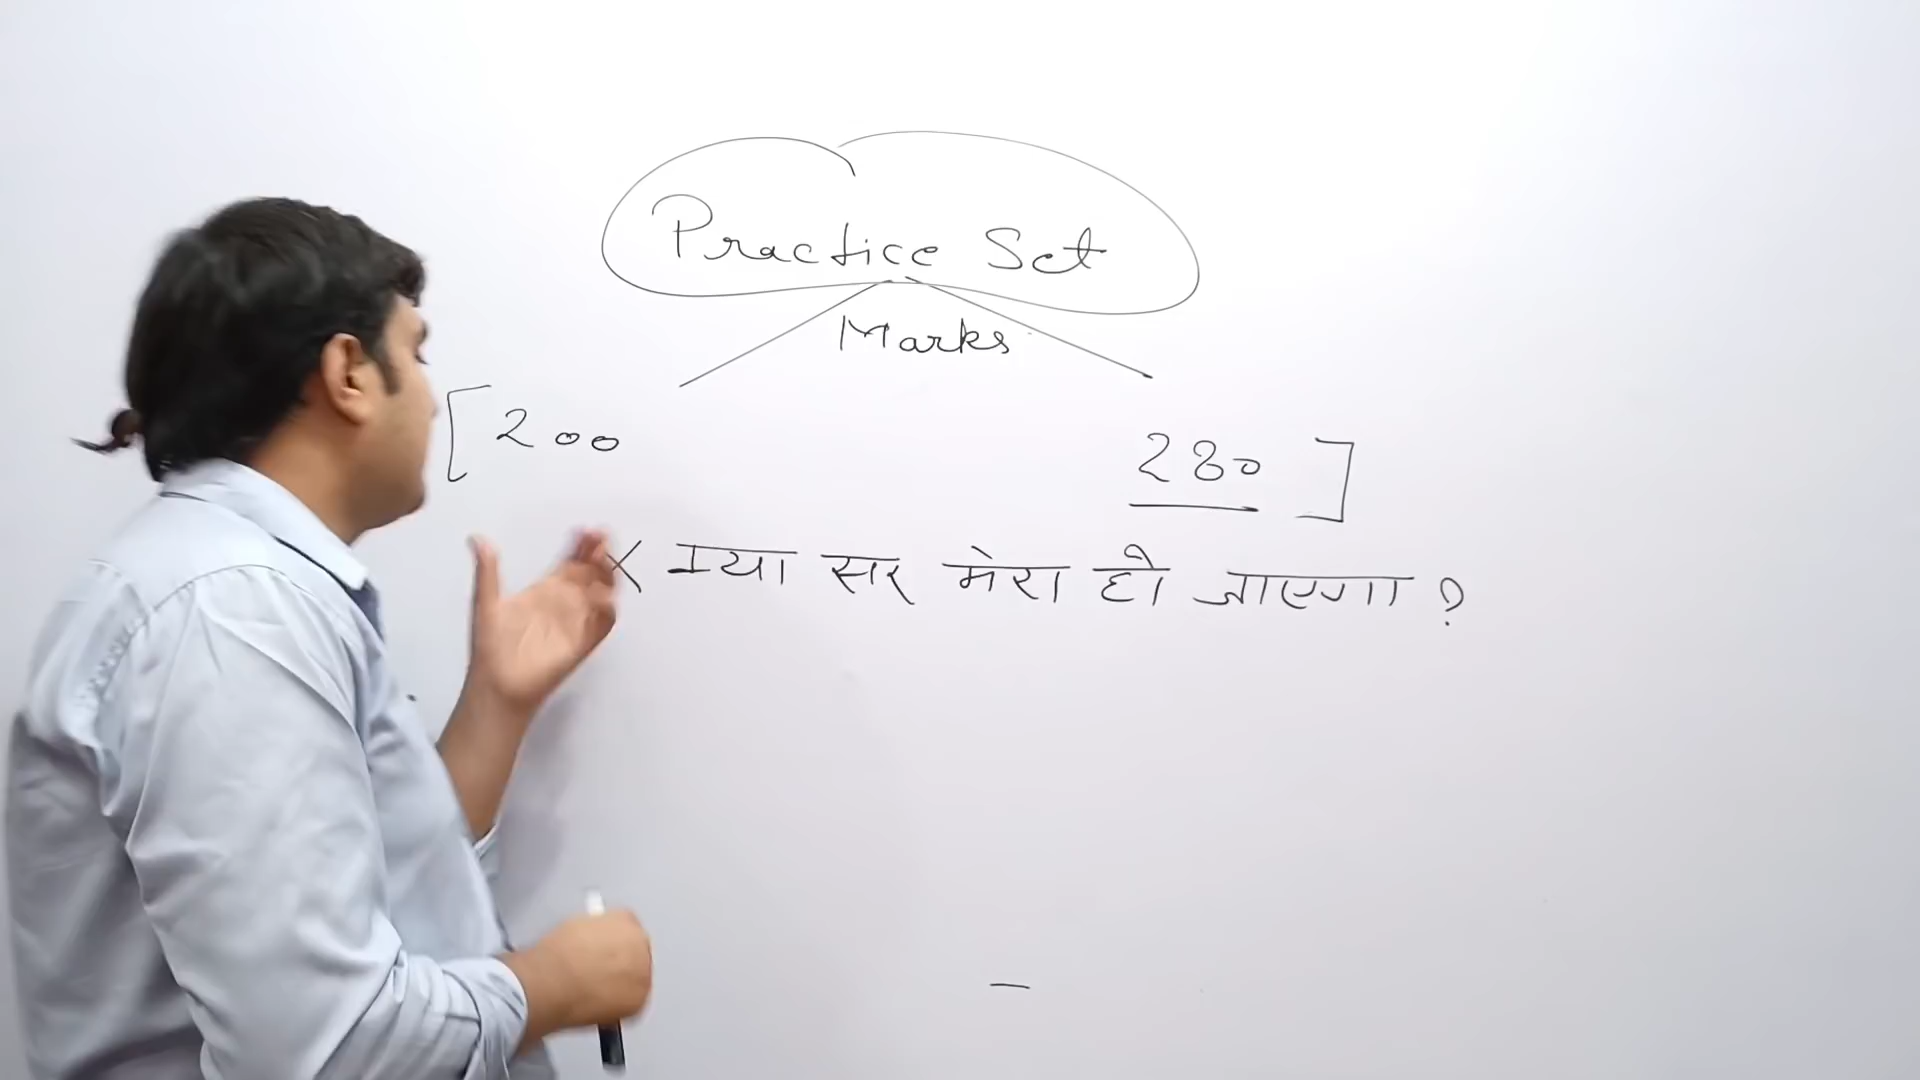 Practice Set
Marks
[200 280]
× क्या सर मेरा हो जाएगा ?